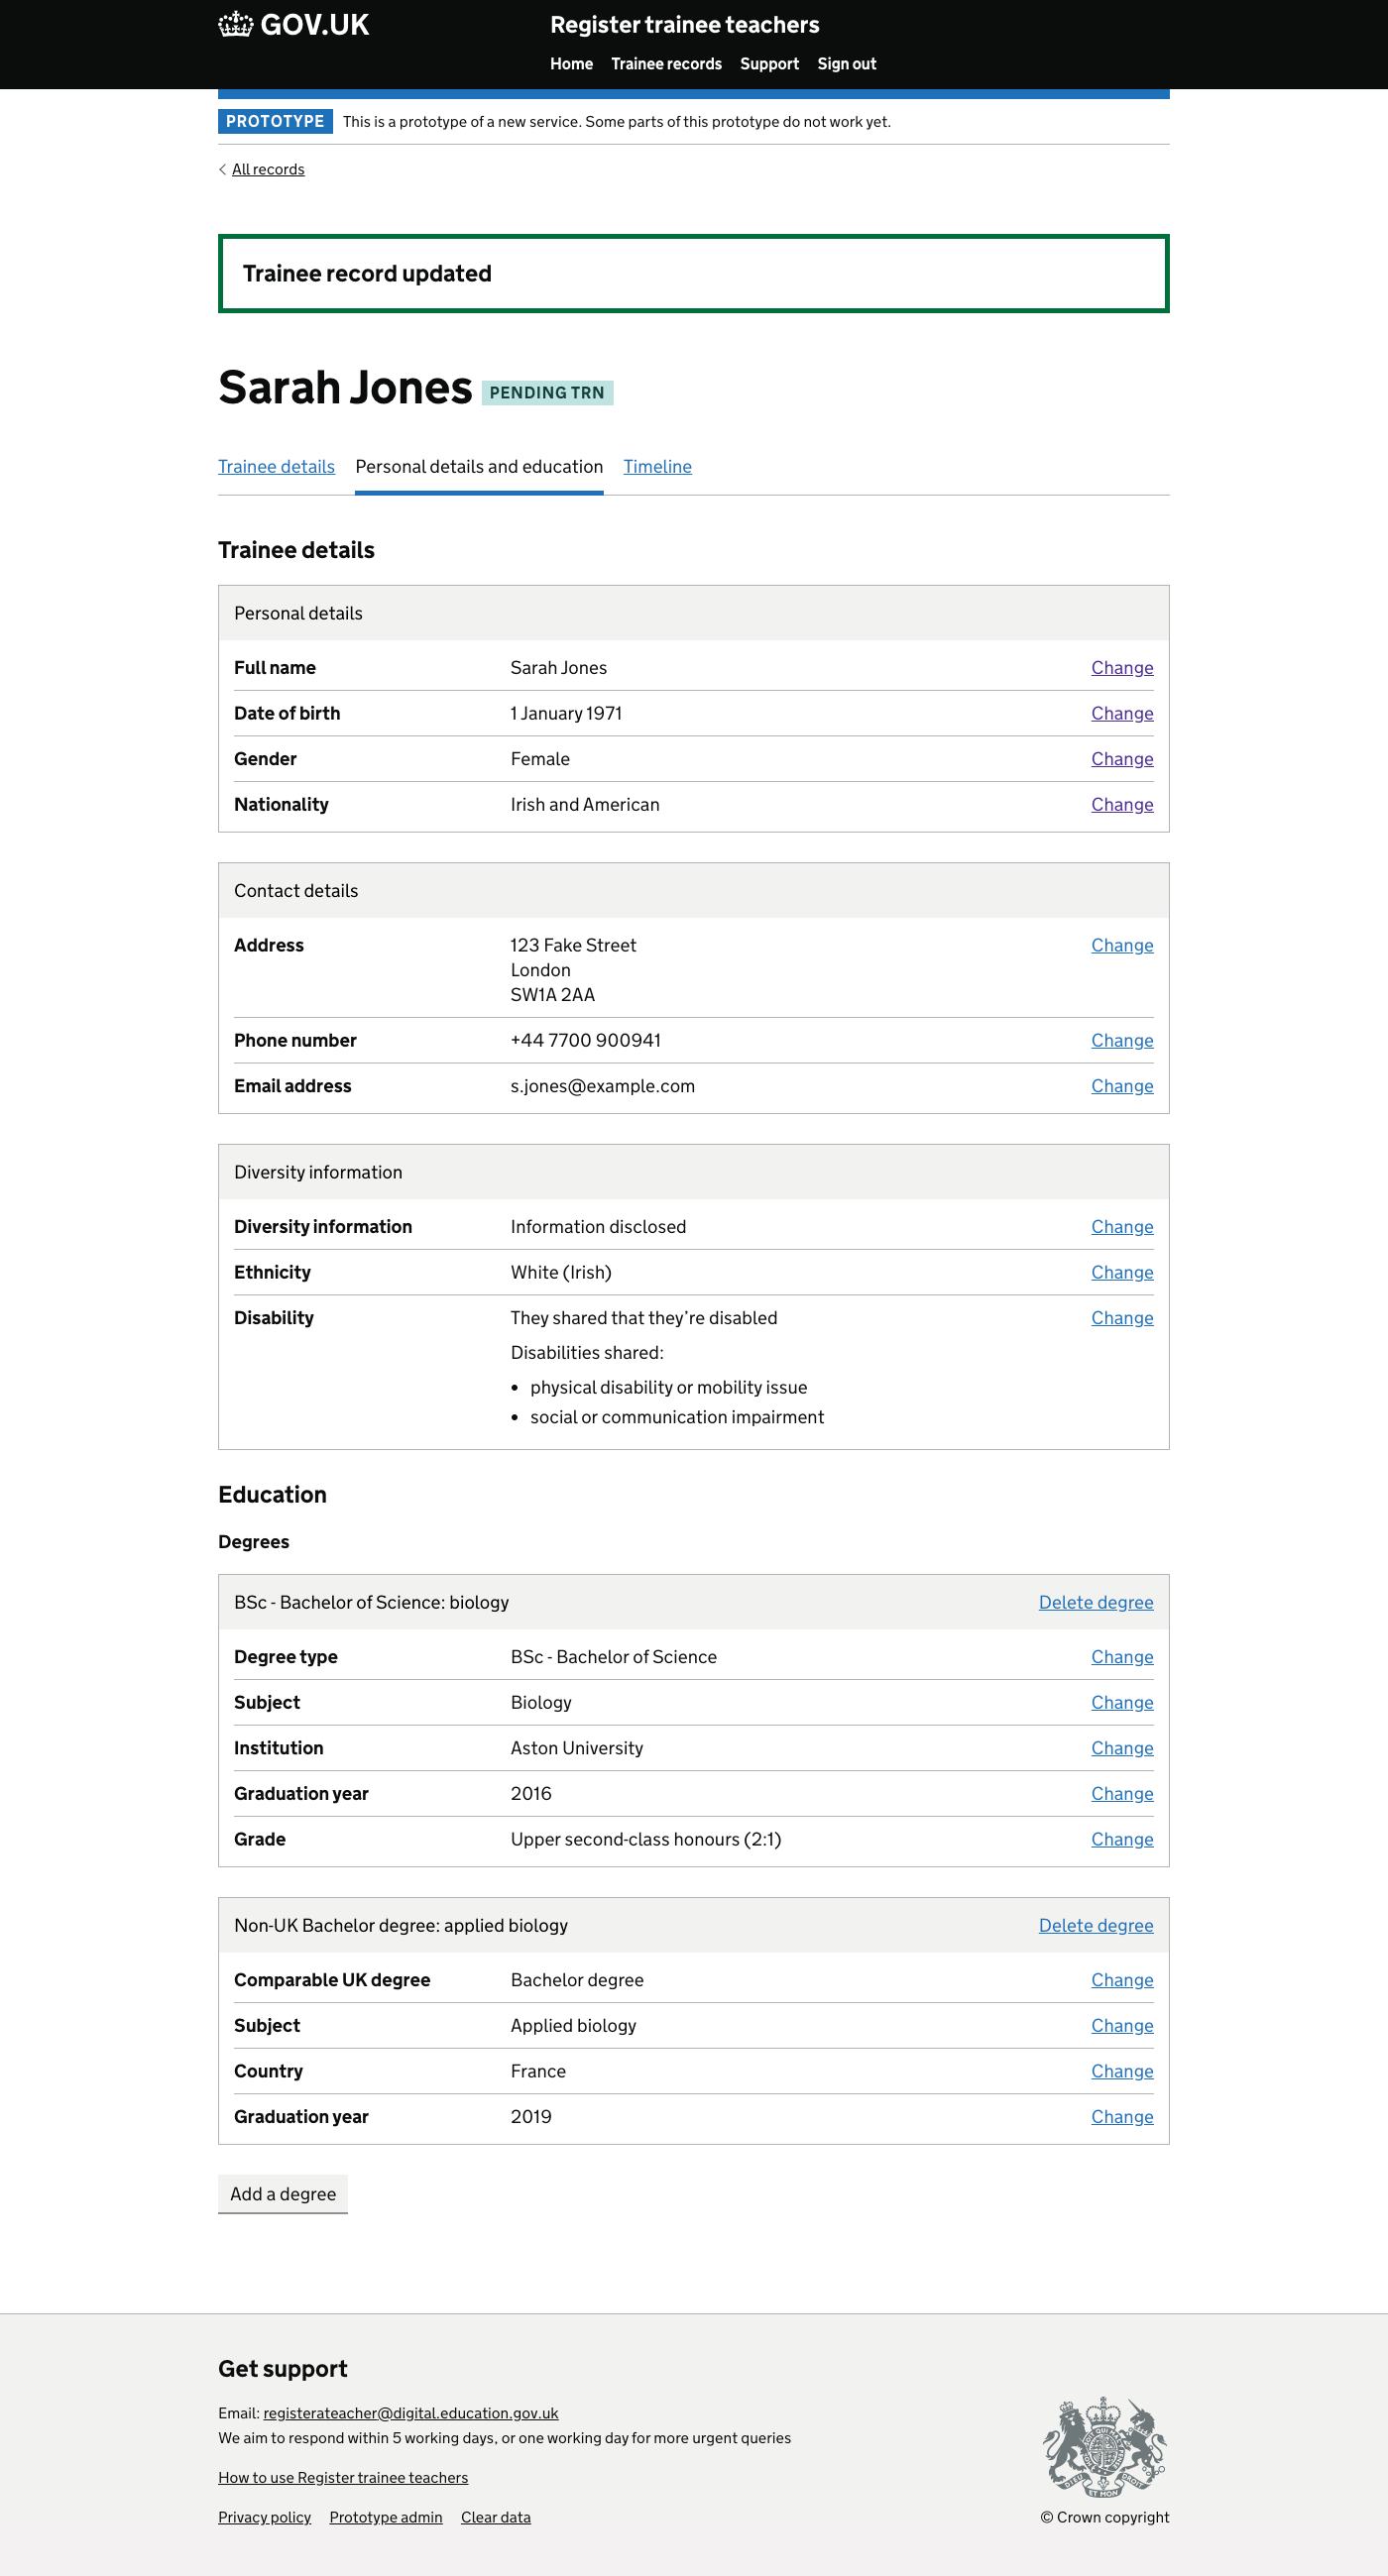 GOV.UK
Register trainee teachers
Home Trainee records Support Sign out
PROTOTYPE This is a prototype of a new service. Some parts of this prototype do not work yet.
All records
Trainee record updated
Sarah Jones PENDING TRN
Trainee details Personal details and education Timeline
Trainee details
Personal details
Full name Sarah Jones Change
Date of birth 1 January 1971 Change
Gender Female Change
Nationality Irish and American Change
Contact details
Address 123 Fake Street Change
London
SW1A 2AA
Phone number +44 7700 900941 Change
Email address s.jones@example.com Change
Diversity information
Diversity information Information disclosed Change
Ethnicity White (Irish) Change
Disability They shared that they’re disabled Change
Disabilities shared:
• physical disability or mobility issue
• social or communication impairment
Education
Degrees
BSc - Bachelor of Science: biology Delete degree
Degree type BSc - Bachelor of Science Change
Subject Biology Change
Institution Aston University Change
Graduation year 2016 Change
Grade Upper second-class honours (2:1) Change
Non-UK Bachelor degree: applied biology Delete degree
Comparable UK degree Bachelor degree Change
Subject Applied biology Change
Country France Change
Graduation year 2019 Change
Add a degree
Get support
Email: registerateacher@digital.education.gov.uk
We aim to respond within 5 working days, or one working day for more urgent queries
How to use Register trainee teachers
Privacy policy Prototype admin Clear data
DIEU ET MON DROIT
© Crown copyright